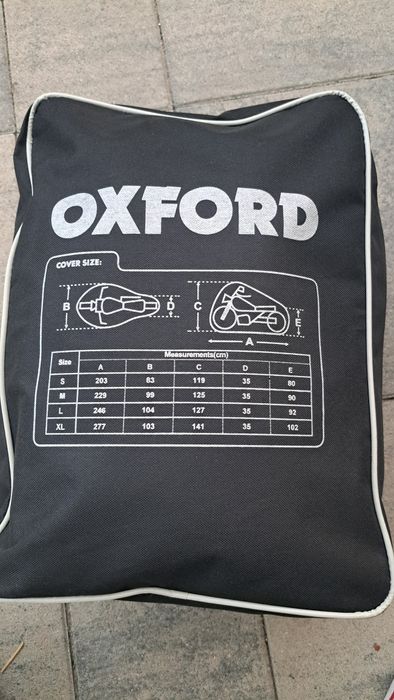 OXFORD
COVER SIZE:
B D C E
A
Size Measurements(cm)
A B C D E
S 203 83 119 35 80
M 229 99 125 35 90
L 246 104 127 35 92
XL 277 103 141 35 102